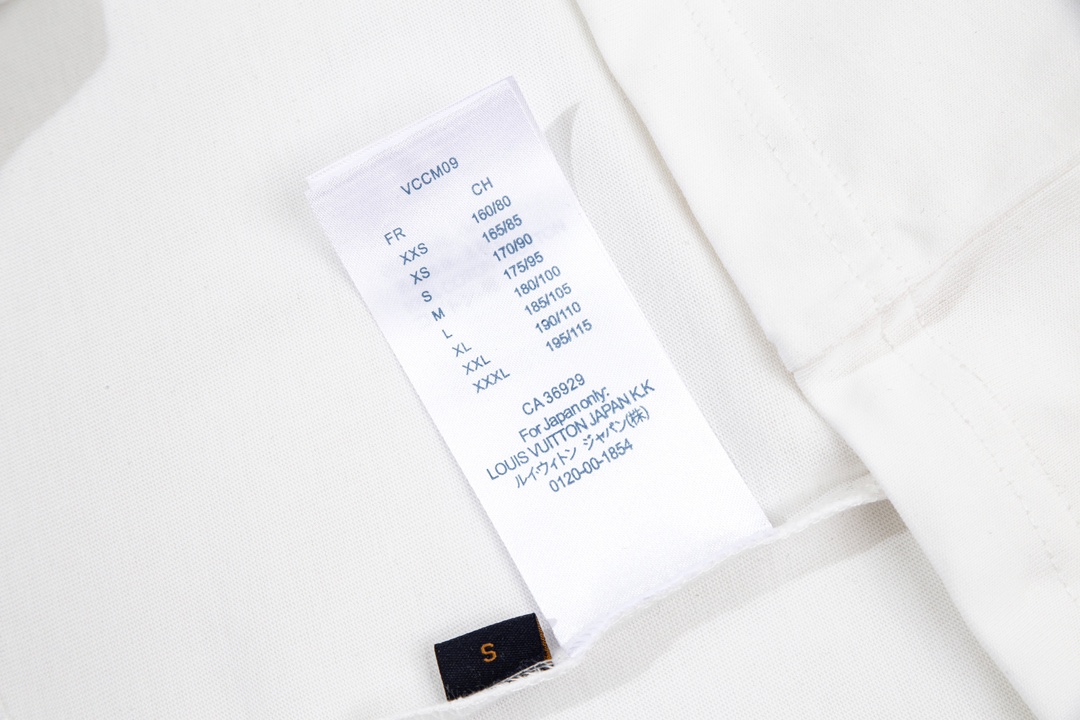 VCCM09
FR CH
XXS 160/80
XS 165/85
S 170/90
M 175/95
L 180/100
XL 185/105
XXL 190/110
XXXL 195/115
CA 36929
For Japan only:
LOUIS VUITTON JAPAN K.K
ルイ・ウィトン ジャパン(株)
0120-00-1854
S